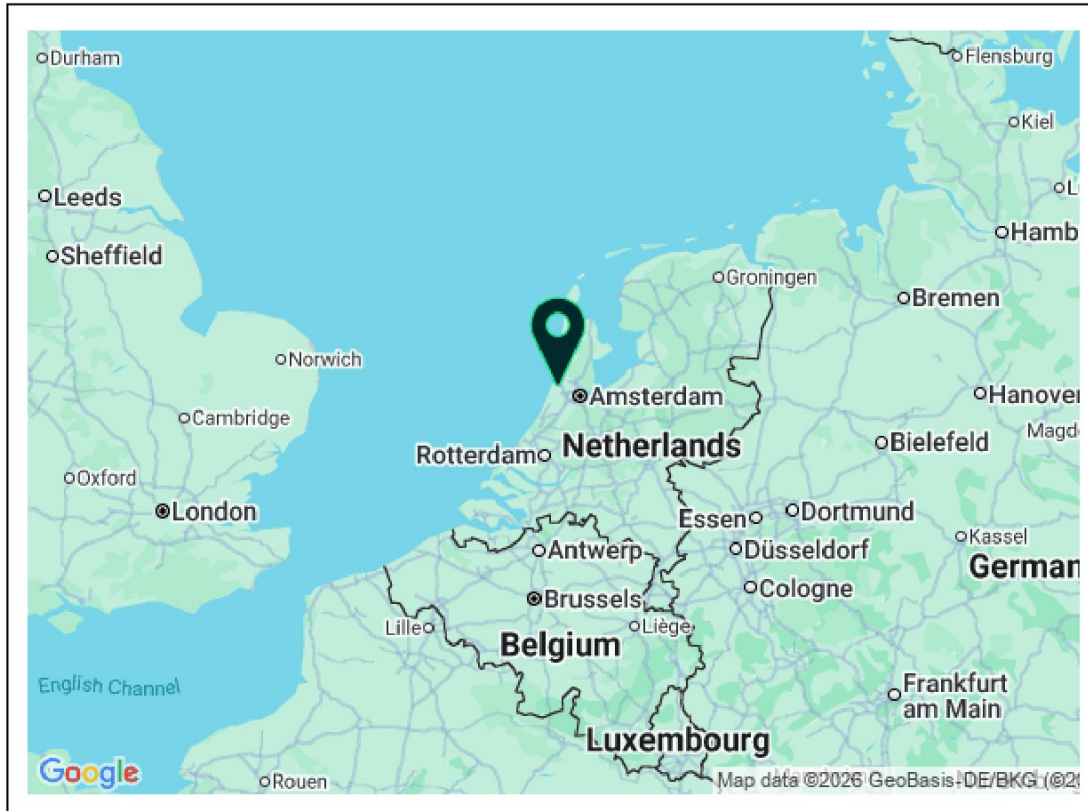 Durham
Flensburg
Kiel
Leeds
L
Hamb
Sheffield
Groningen
Bremen
Norwich
Hanover
Amsterdam
Cambridge
Magd
Netherlands
Bielefeld
Rotterdam
Oxford
London
Essen
Dortmund
Kassel
Antwerp
Düsseldorf
German
Cologne
Brussels
Lille
Liège
Belgium
English Channel
Frankfurt
am Main
Luxembourg
Google
Rouen
Map data ©2026 GeoBasis-DE/BKG (©2